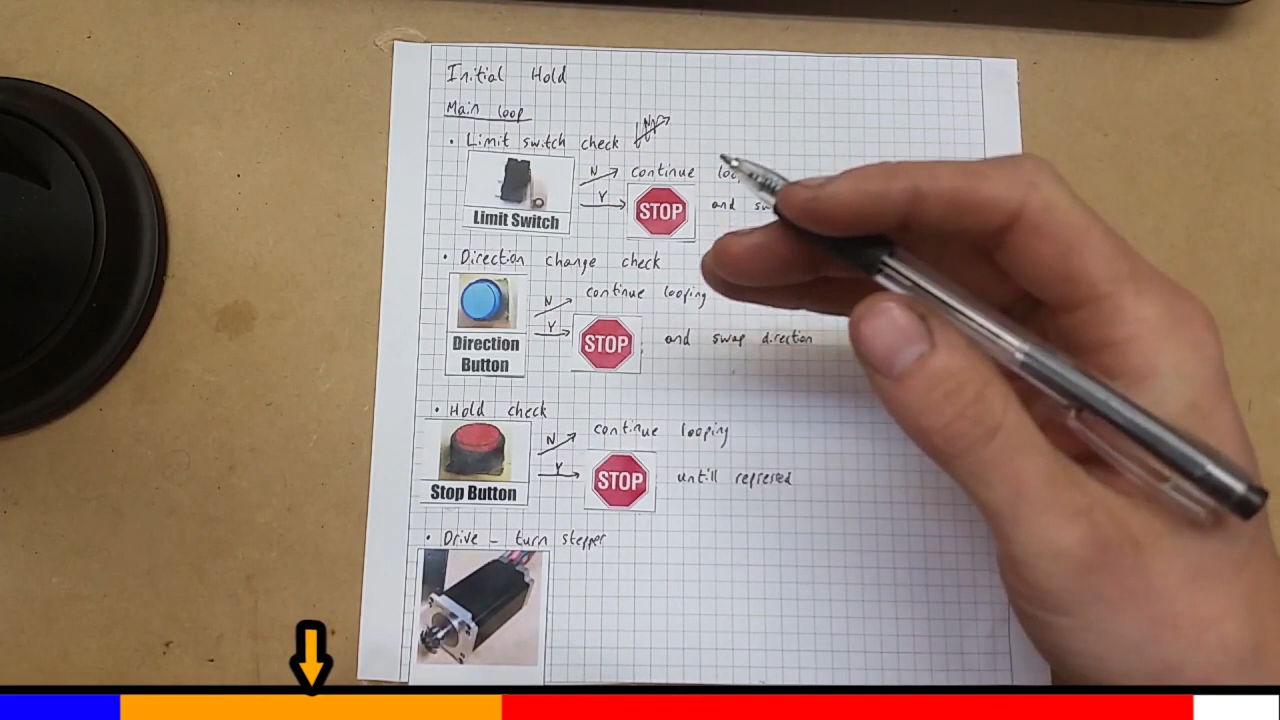 Initial Hold
Main loop
• Limit switch check
N continue
Y STOP and
Limit Switch
• Direction change check
N continue looping
Y STOP and swap direction
Direction
Button
• Hold check
N continue looping
Y STOP untill repressed
Stop Button
• Drive - turn stepper